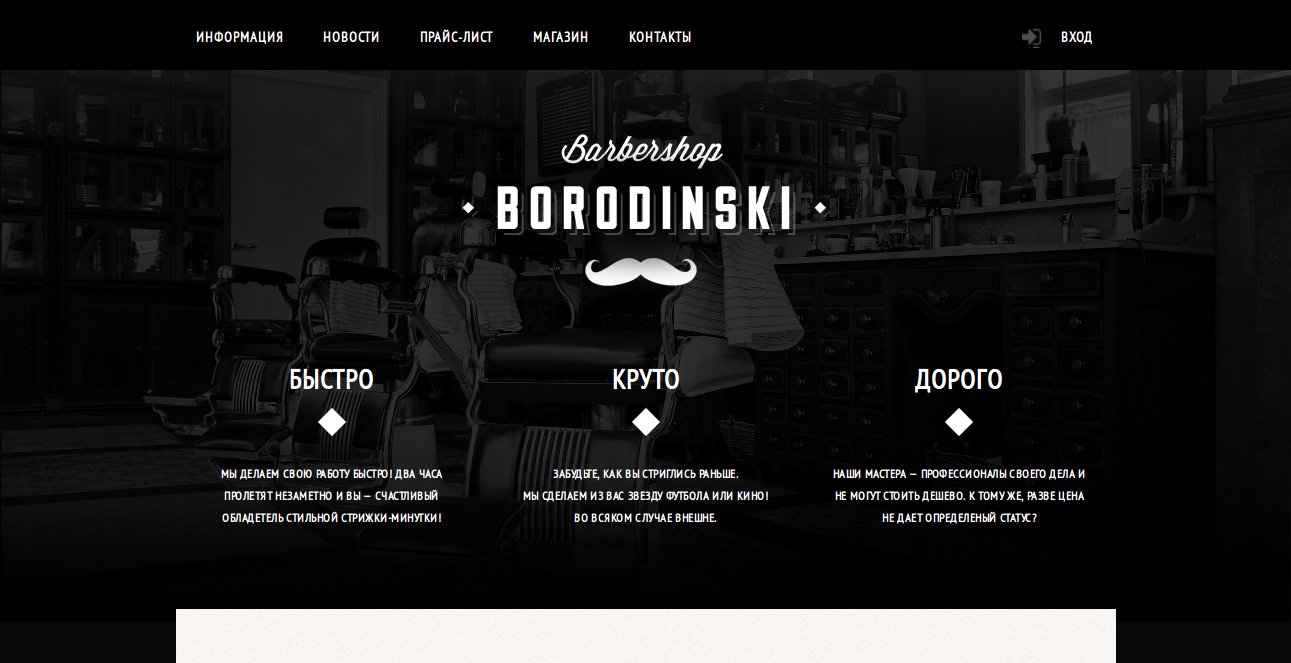 ИНФОРМАЦИЯ НОВОСТИ ПРАЙС-ЛИСТ МАГАЗИН КОНТАКТЫ ВХОД
Barbershop
BORODINSKI
БЫСТРО
МЫ ДЕЛАЕМ СВОЮ РАБОТУ БЫСТРО! ДВА ЧАСА
ПРОЛЕТЯТ НЕЗАМЕТНО И ВЫ — СЧАСТЛИВЫЙ
ОБЛАДЕТЕЛЬ СТИЛЬНОЙ СТРИЖКИ-МИНУТКИ!
КРУТО
ЗАБУДЬТЕ, КАК ВЫ СТРИГЛИСЬ РАНЬШЕ.
МЫ СДЕЛАЕМ ИЗ ВАС ЗВЕЗДУ ФУТБОЛА ИЛИ КИНО!
ВО ВСЯКОМ СЛУЧАЕ ВНЕШНЕ.
ДОРОГО
НАШИ МАСТЕРА — ПРОФЕССИОНАЛЫ СВОЕГО ДЕЛА И
НЕ МОГУТ СТОИТЬ ДЕШЕВО. К ТОМУ ЖЕ, РАЗВЕ ЦЕНА
НЕ ДАЕТ ОПРЕДЕЛЕНЫЙ СТАТУС?